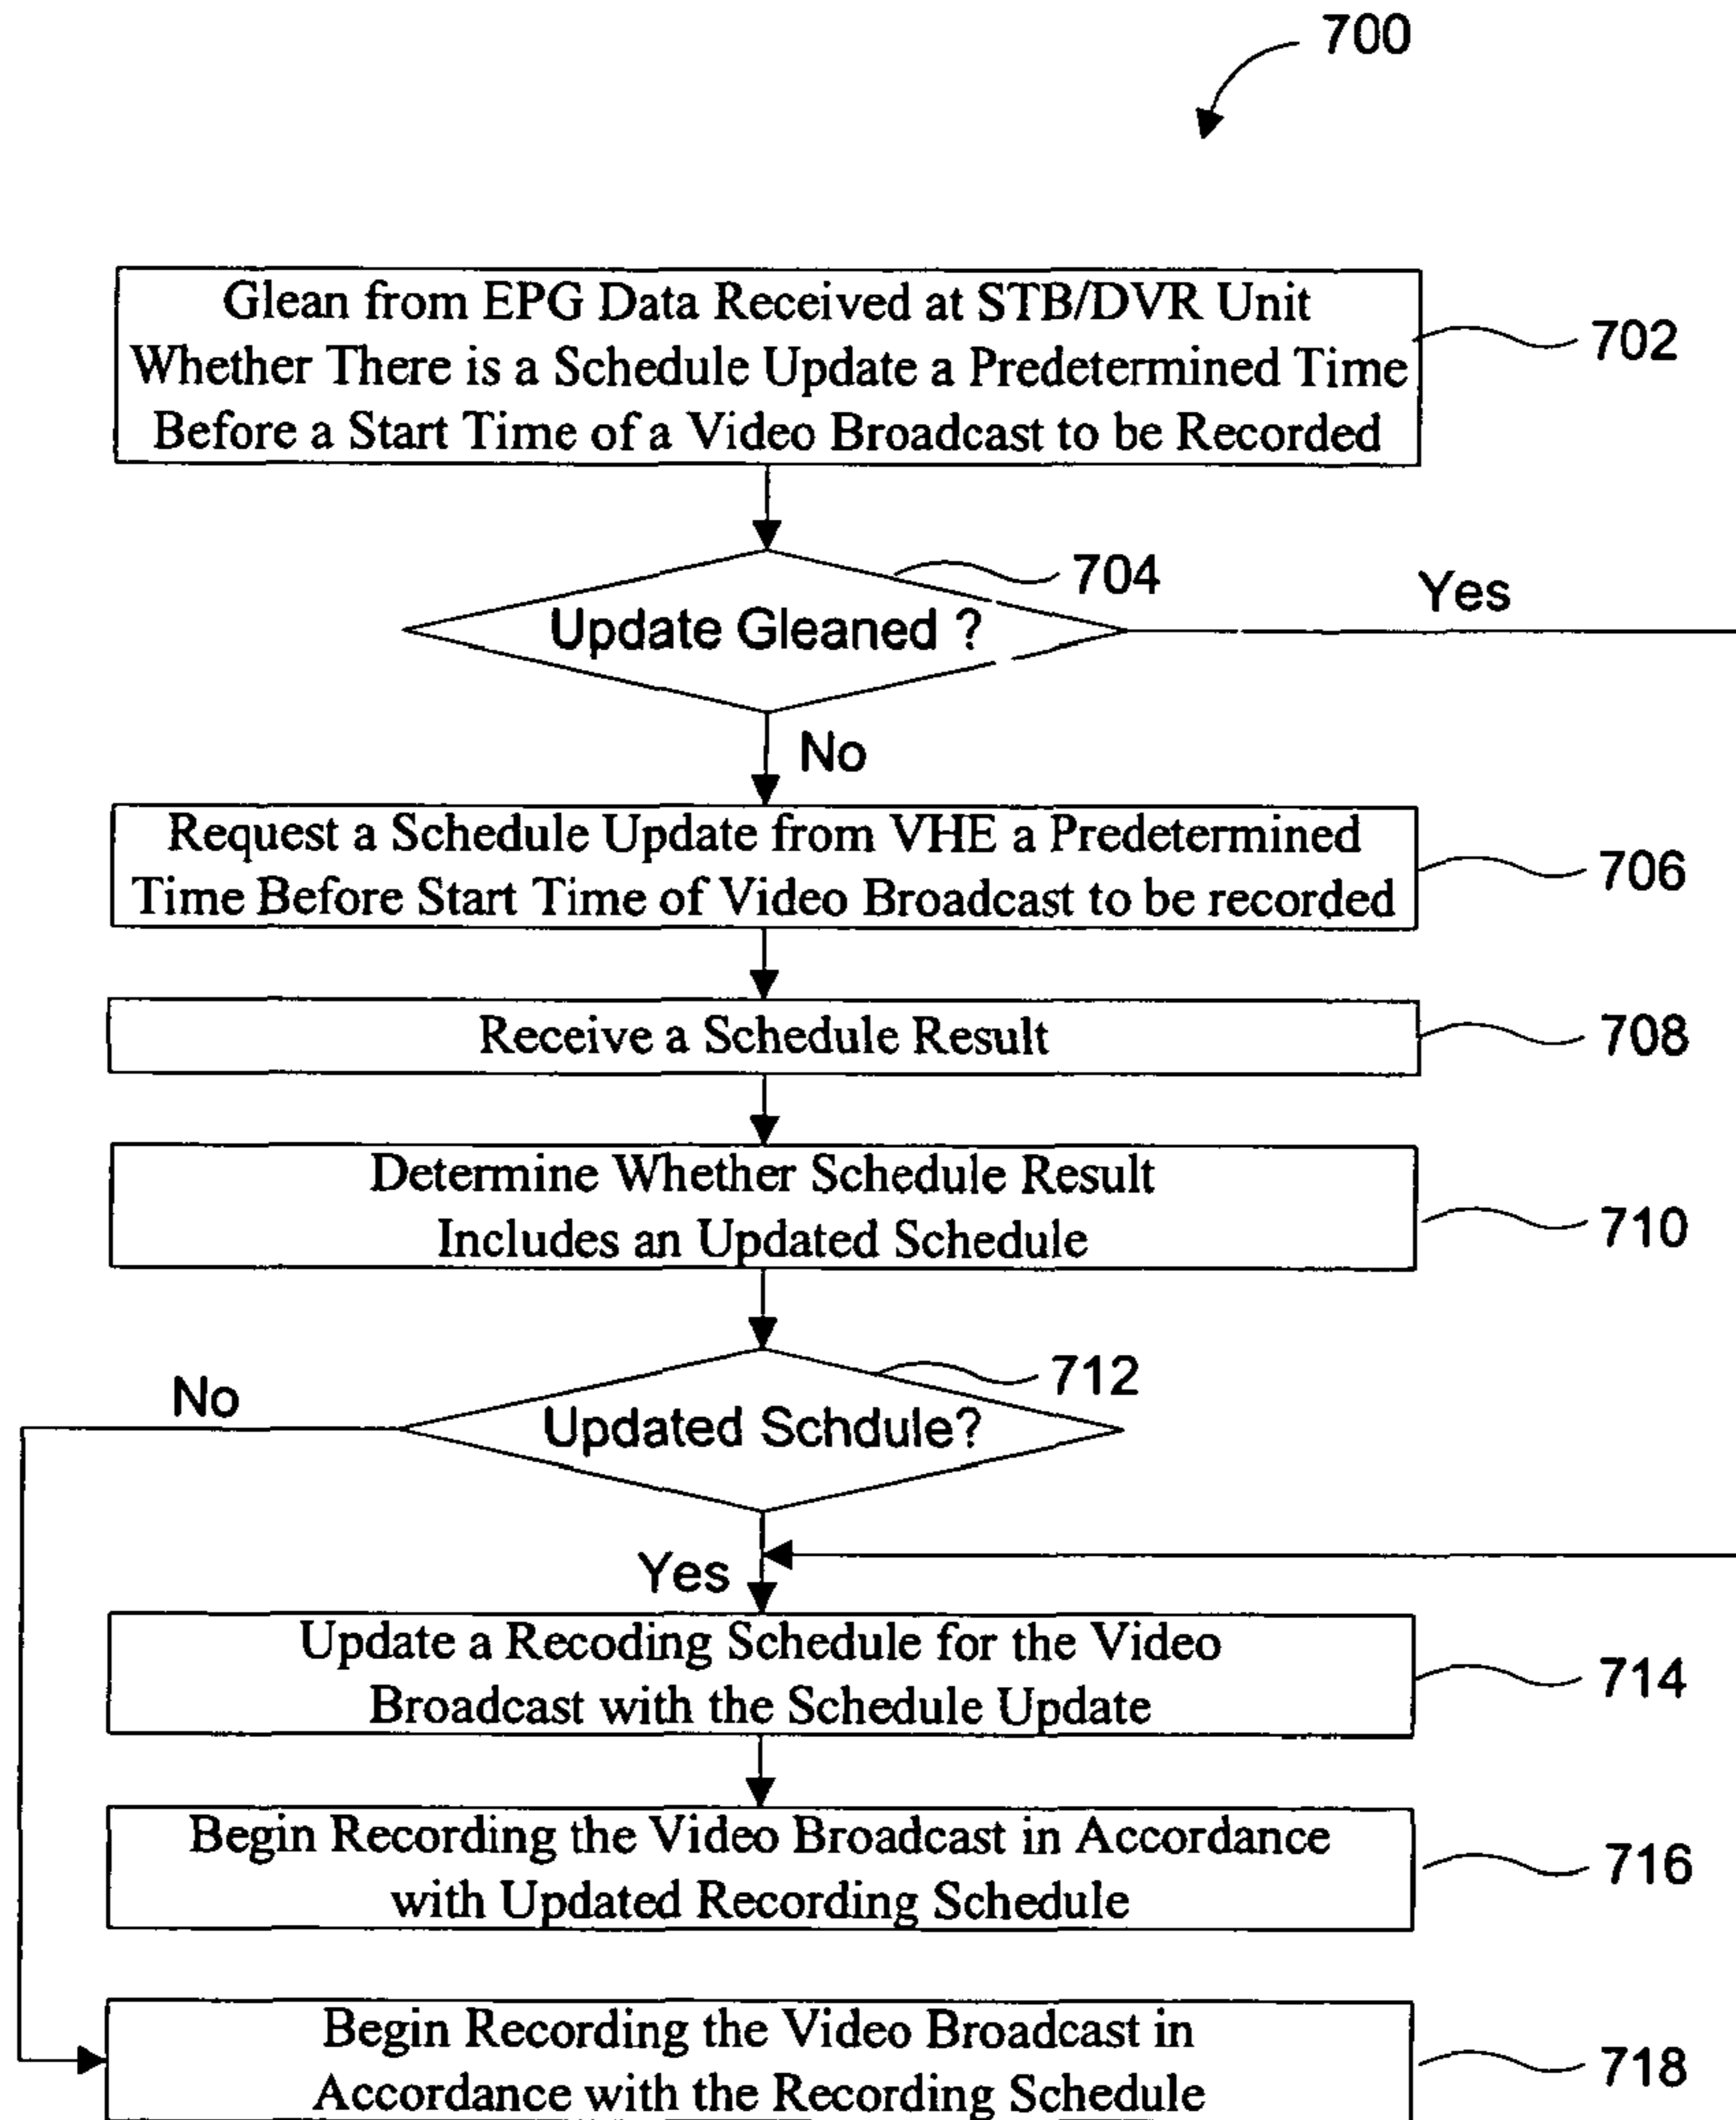 700
Glean from EPG Data Received at STB/DVR Unit
Whether There is a Schedule Update a Predetermined Time
Before a Start Time of a Video Broadcast to be Recorded
702
704
Update Gleaned ?
Yes
No
Request a Schedule Update from VHE a Predetermined
Time Before Start Time of Video Broadcast to be recorded
706
Receive a Schedule Result
708
Determine Whether Schedule Result
Includes an Updated Schedule
710
712
No
Updated Schdule?
Yes
Update a Recoding Schedule for the Video
Broadcast with the Schedule Update
714
Begin Recording the Video Broadcast in Accordance
with Updated Recording Schedule
716
Begin Recording the Video Broadcast in
Accordance with the Recording Schedule
718